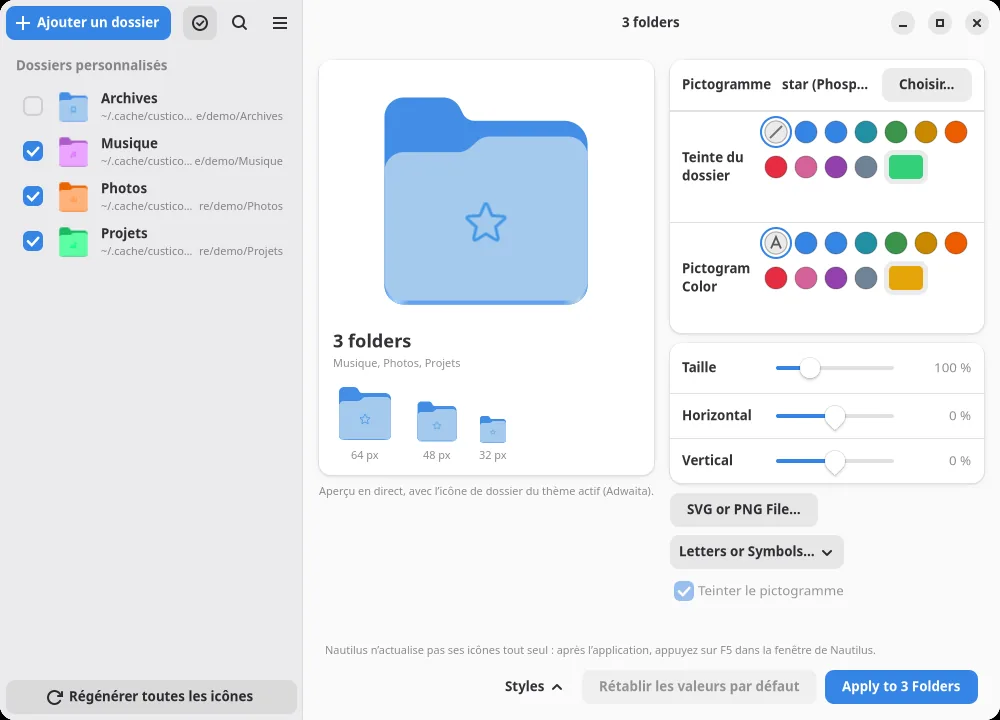 Ajouter un dossier
Dossiers personnalisés
Archives
~/.cache/custico... e/demo/Archives
Musique
~/.cache/custico... e/demo/Musique
Photos
~/.cache/custico... re/demo/Photos
Projets
~/.cache/custico... re/demo/Projets
Régénérer toutes les icônes
3 folders
3 folders
Musique, Photos, Projets
64 px
48 px
32 px
Aperçu en direct, avec l’icône de dossier du thème actif (Adwaita).
Pictogramme star (Phosp... Choisir...
Teinte du
dossier
Pictogram
Color
A
Taille 100 %
Horizontal 0 %
Vertical 0 %
SVG or PNG File...
Letters or Symbols...
Teinter le pictogramme
Nautilus n’actualise pas ses icônes tout seul : après l’application, appuyez sur F5 dans la fenêtre de Nautilus.
Styles
Rétablir les valeurs par défaut
Apply to 3 Folders